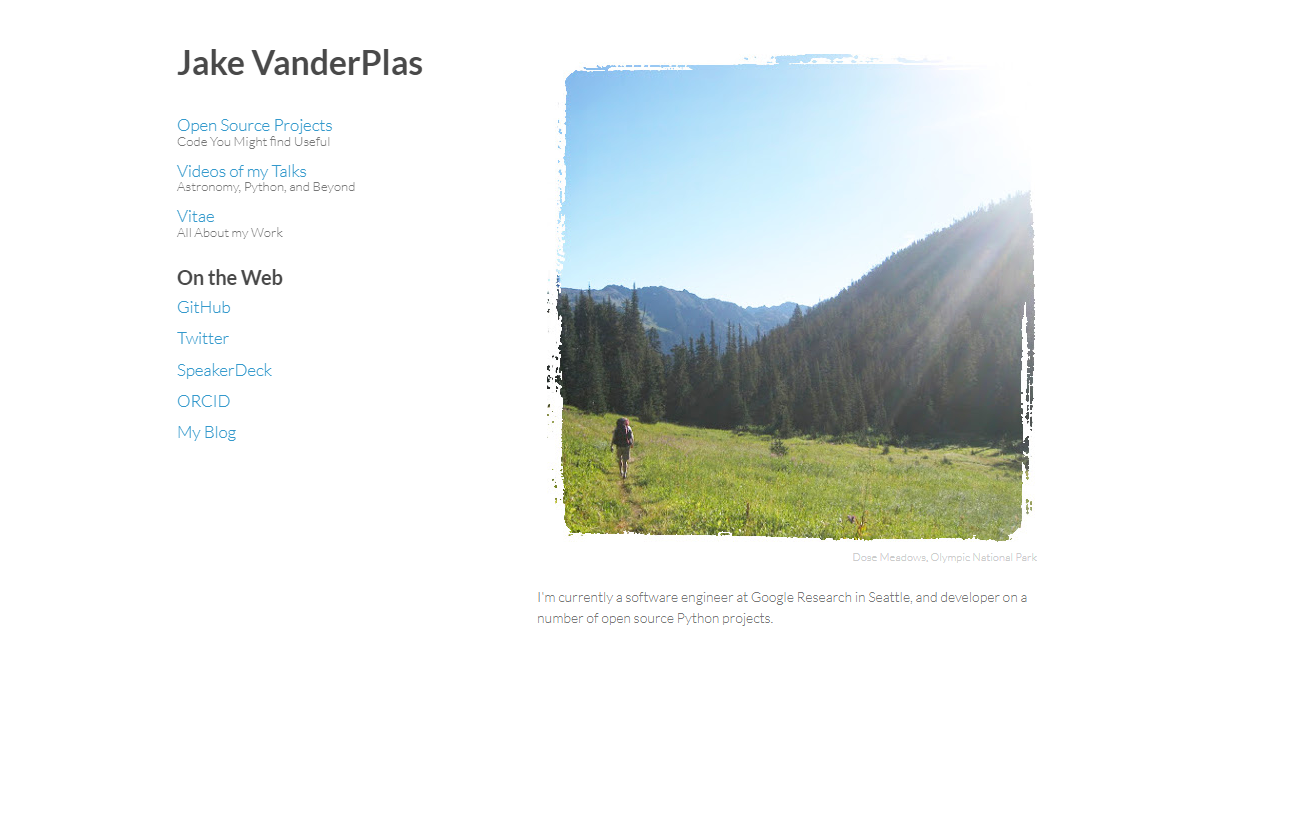 Jake VanderPlas
Open Source Projects
Code You Might find Useful
Videos of my Talks
Astronomy, Python, and Beyond
Vitae
All About my Work
On the Web
GitHub
Twitter
SpeakerDeck
ORCID
My Blog
Dose Meadows, Olympic National Park
I'm currently a software engineer at Google Research in Seattle, and developer on a
number of open source Python projects.